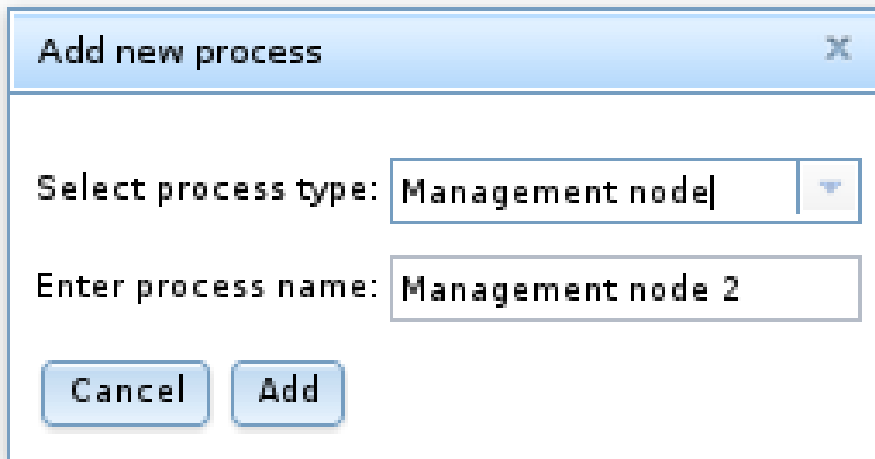 Add new process
Select process type: Management node
Enter process name: Management node 2
Cancel Add